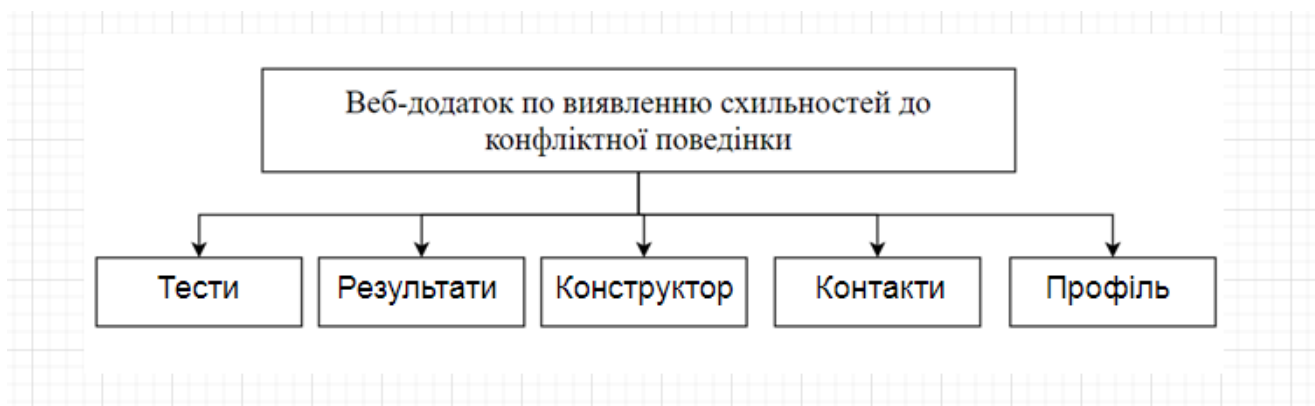 Веб-додаток по виявленню схильностей до
конфліктної поведінки
Тести
Результати
Конструктор
Контакти
Профіль